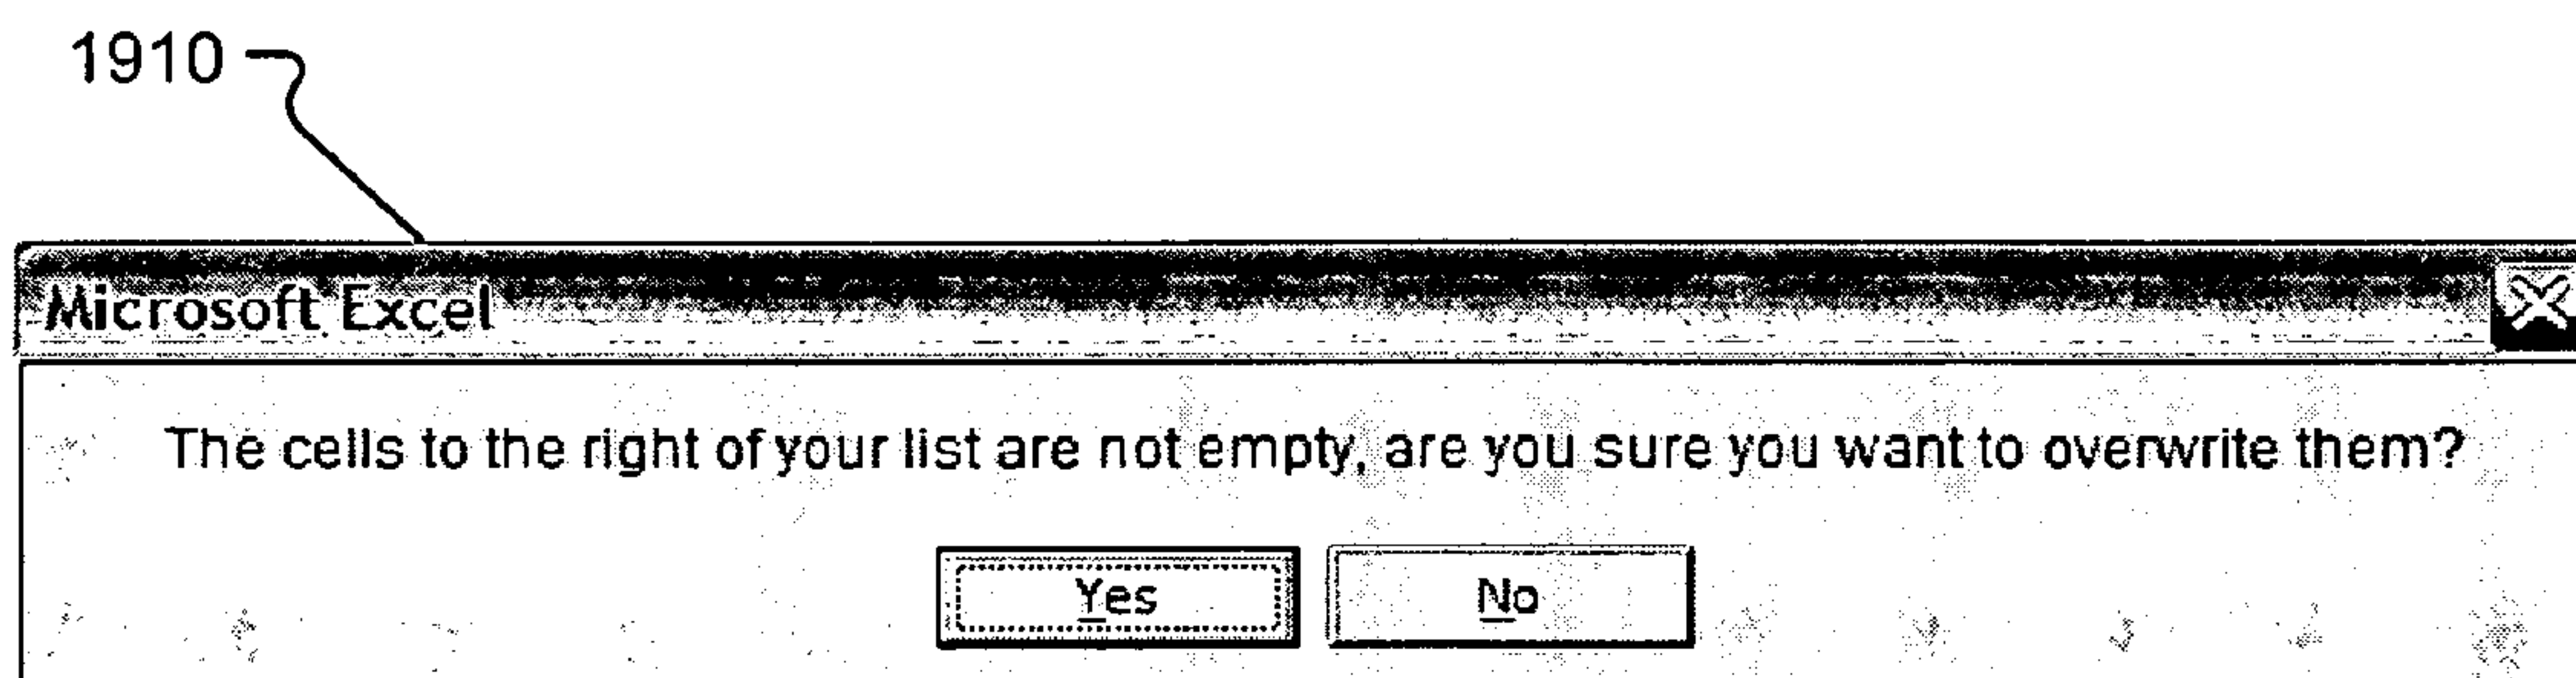 1910
Microsoft Excel
The cells to the right of your list are not empty, are you sure you want to overwrite them?
Yes No